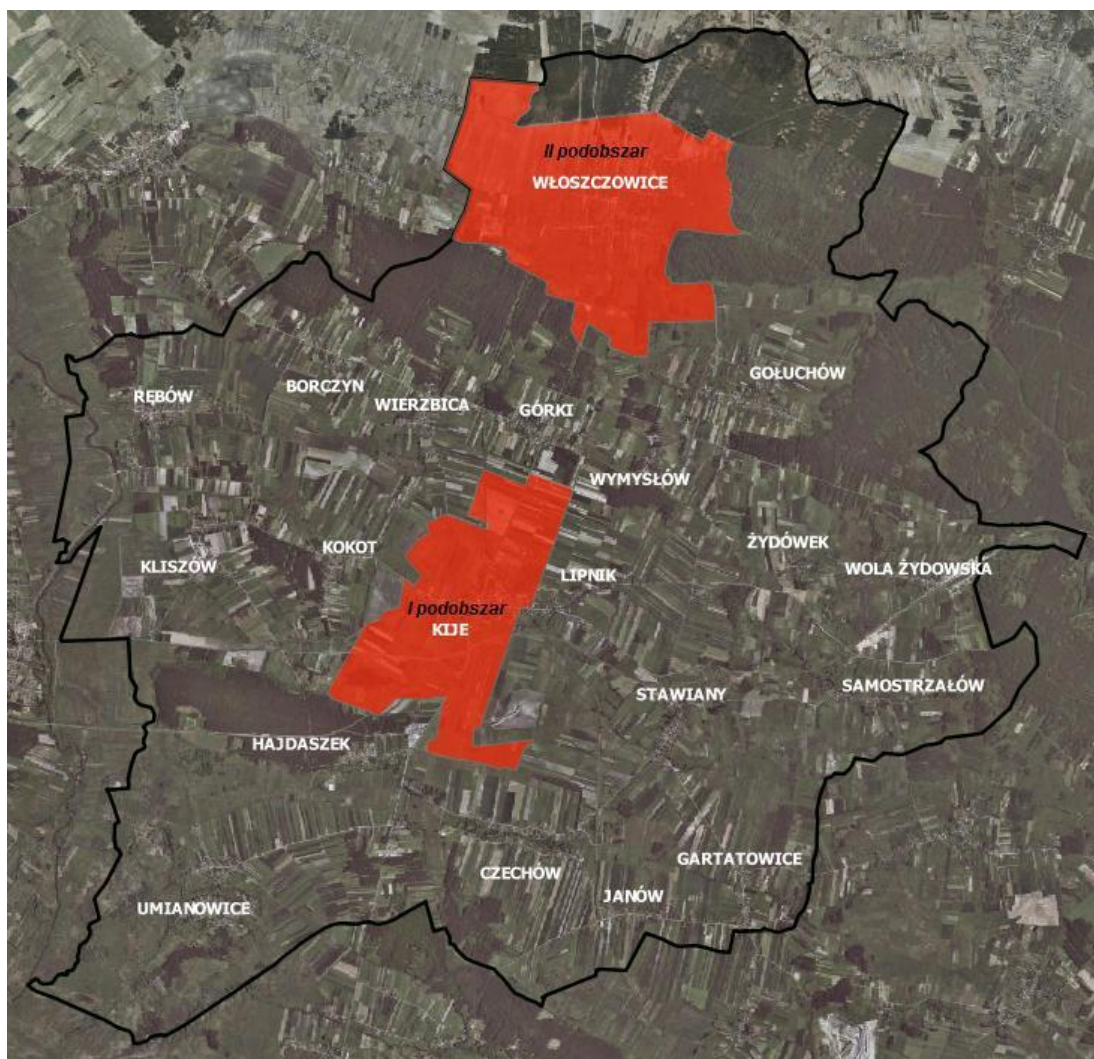 II podobszar
WŁOSZCZOWICE
GOŁUCHÓW
BORCZYN
RĘBÓW
WIERZBICA
GÓRKI
WYMYSŁÓW
ŻYDÓWEK
KOKOT
KLISZÓW
WOLA ŻYDOWSKA
LIPNIK
I podobszar
KIJE
SAMOSTRZAŁÓW
STAWIANY
HAJDASZEK
GARTATOWICE
CZECHÓW
JANÓW
UMIANOWICE